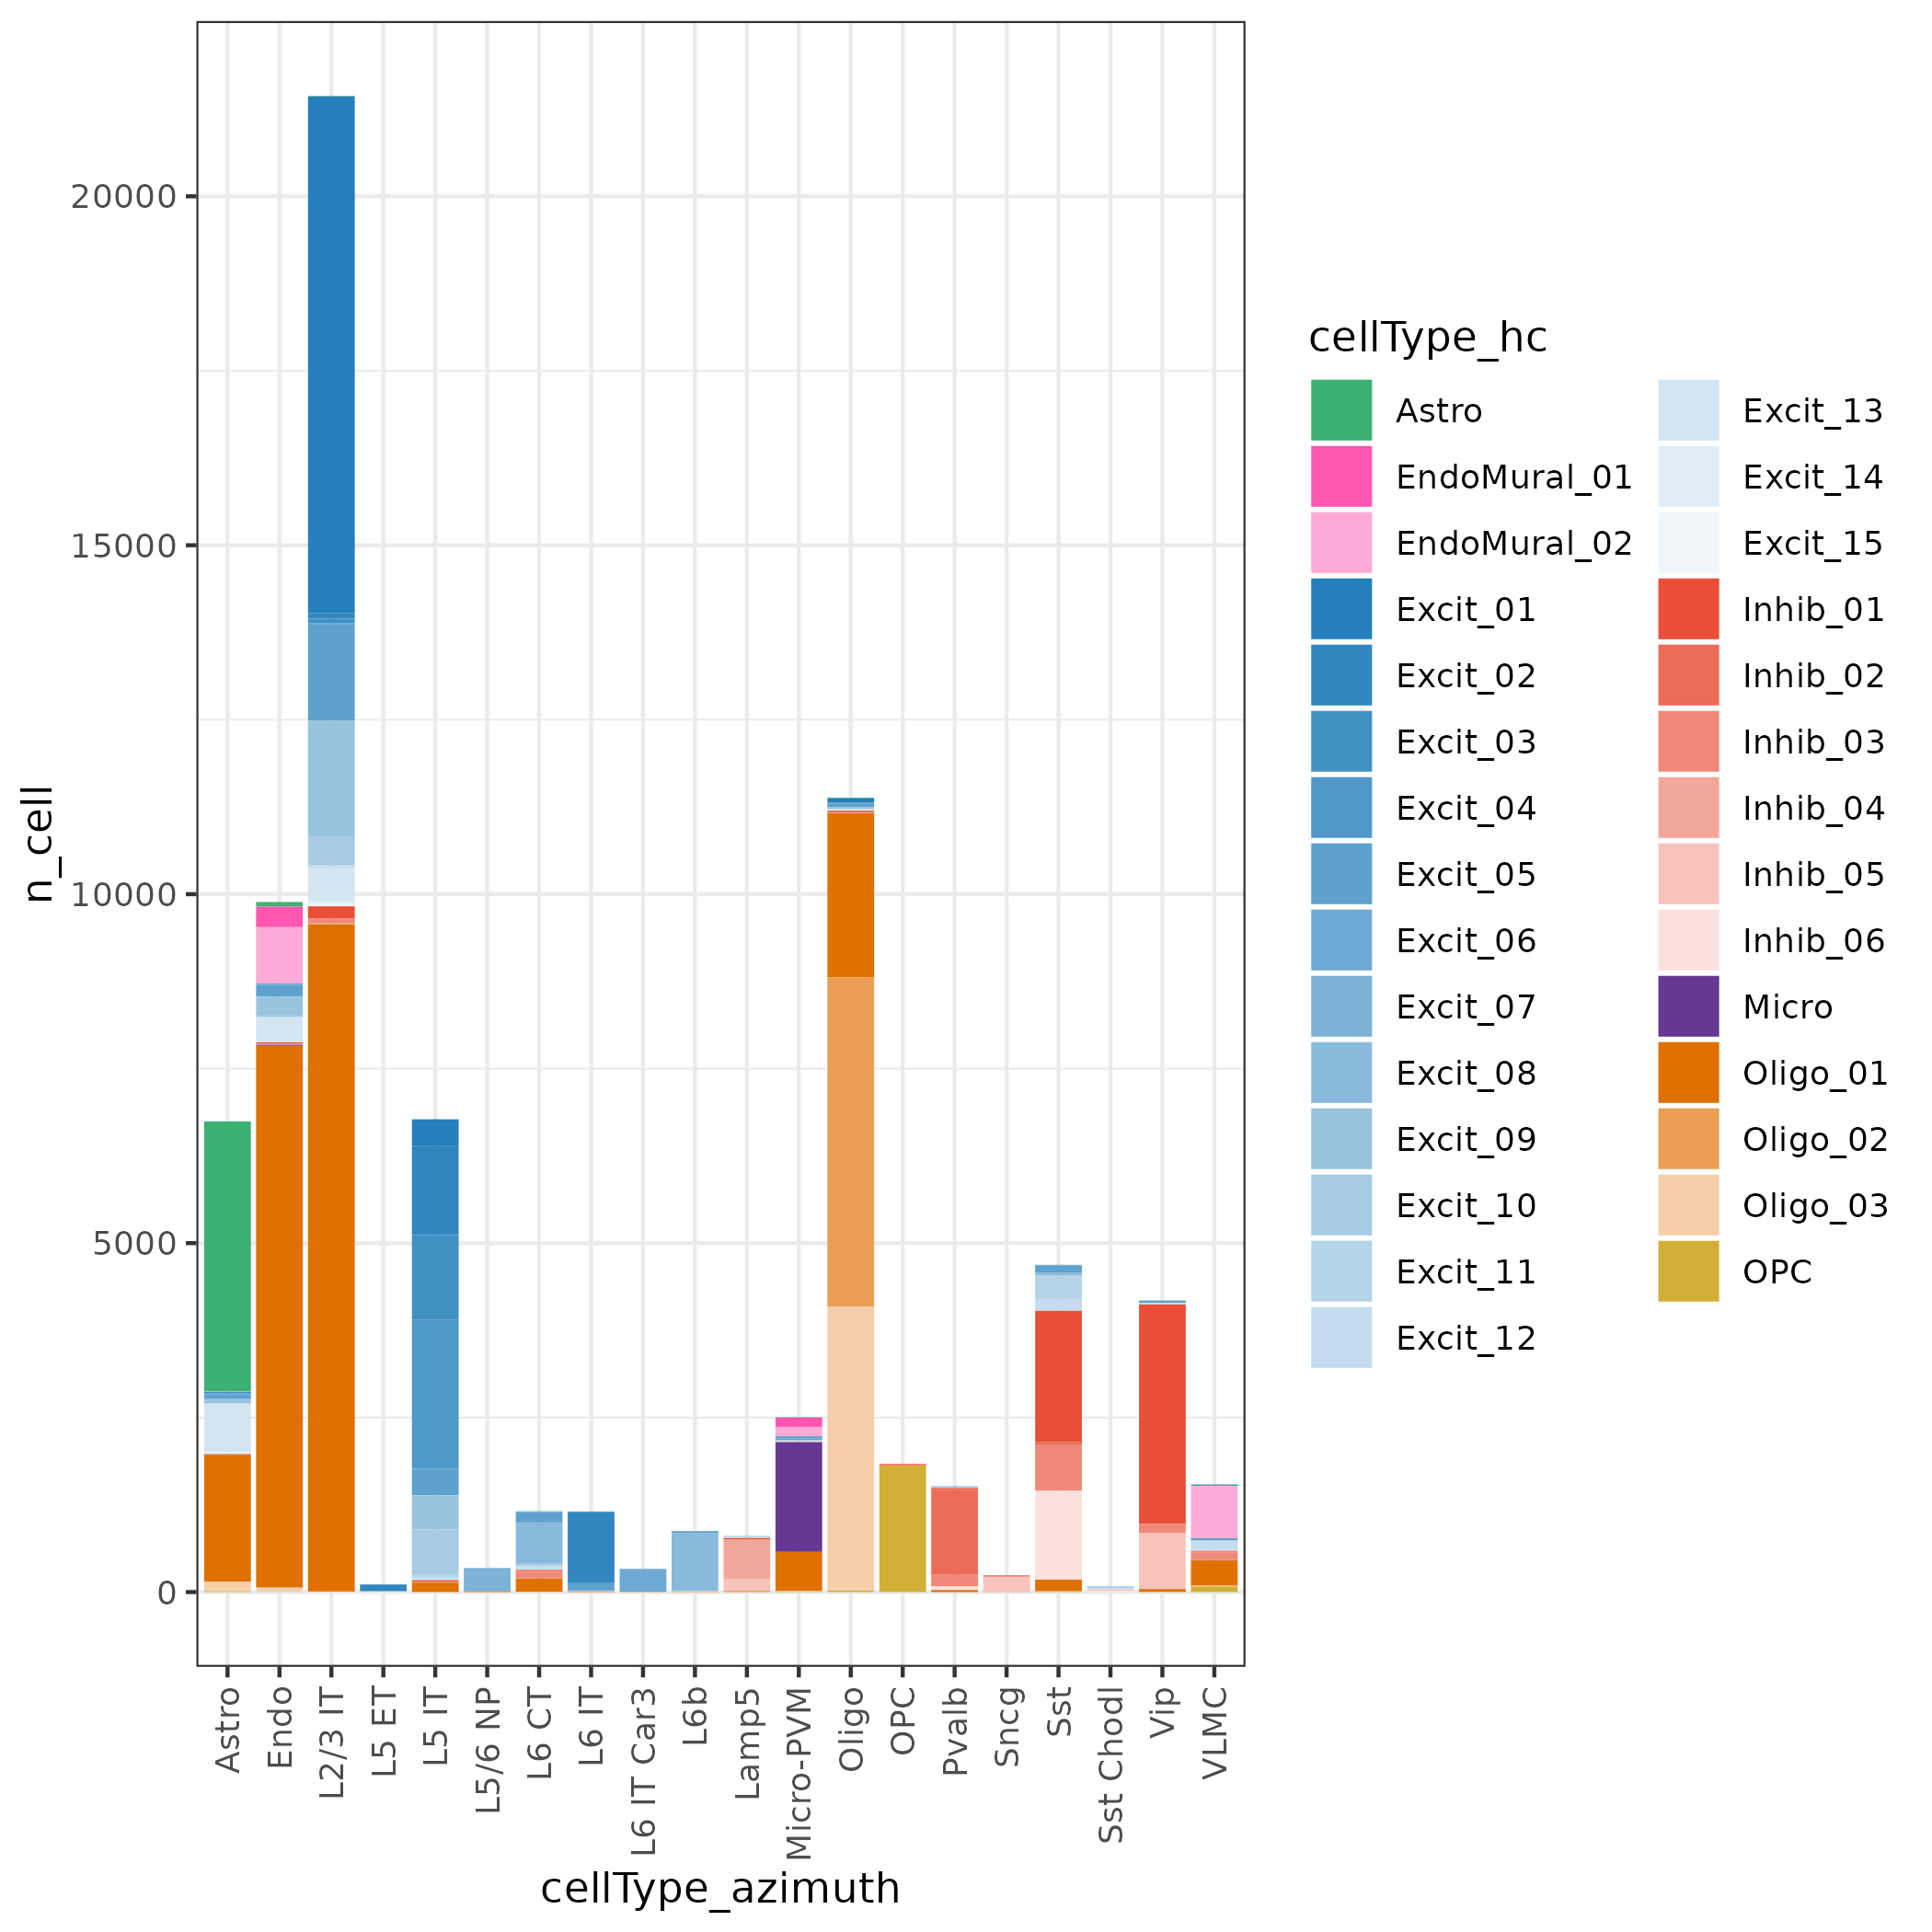 n_cell
20000
15000
10000
5000
0
Astro
Endo
L2/3 IT
L5 ET
L5 IT
L5/6 NP
L6 CT
L6 IT
L6 IT Car3
L6b
Lamp5
Micro-PVM
Oligo
OPC
Pvalb
Sncg
Sst
Sst Chodl
Vip
VLMC
cellType_azimuth
cellType_hc
Astro
EndoMural_01
EndoMural_02
Excit_01
Excit_02
Excit_03
Excit_04
Excit_05
Excit_06
Excit_07
Excit_08
Excit_09
Excit_10
Excit_11
Excit_12
Excit_13
Excit_14
Excit_15
Inhib_01
Inhib_02
Inhib_03
Inhib_04
Inhib_05
Inhib_06
Micro
Oligo_01
Oligo_02
Oligo_03
OPC